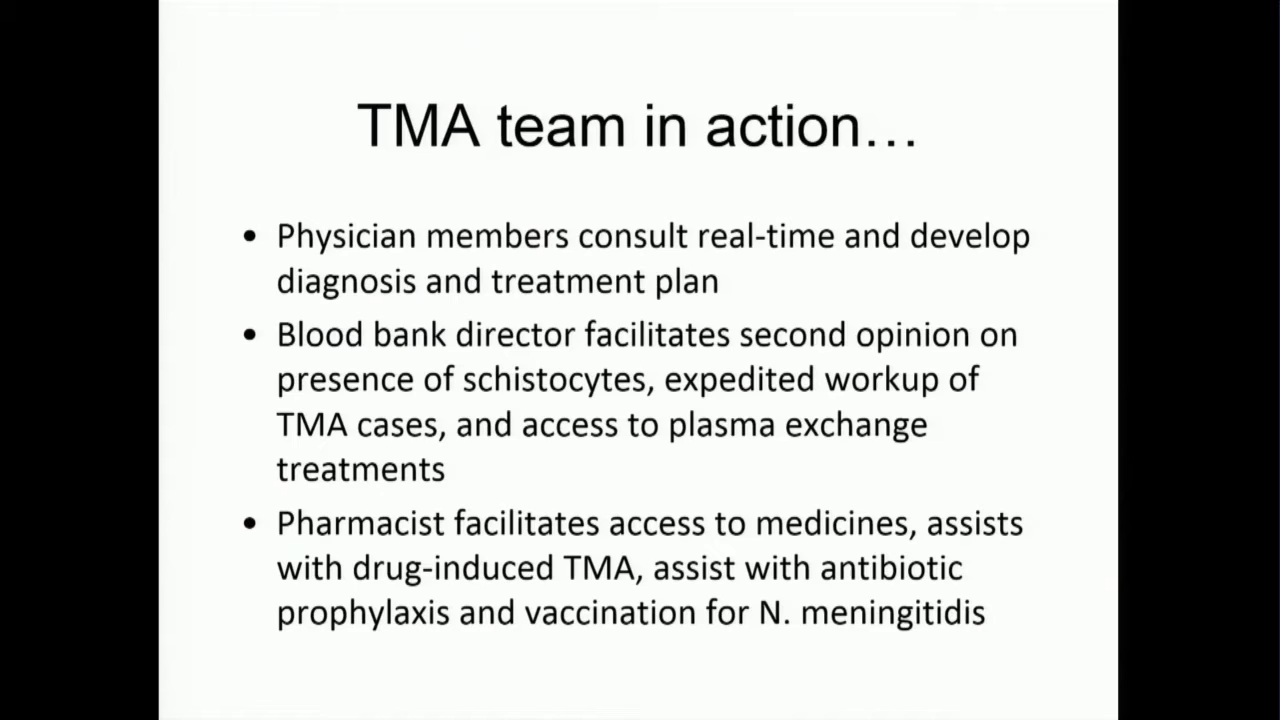 TMA team in action…
• Physician members consult real-time and develop
diagnosis and treatment plan
• Blood bank director facilitates second opinion on
presence of schistocytes, expedited workup of
TMA cases, and access to plasma exchange
treatments
• Pharmacist facilitates access to medicines, assists
with drug-induced TMA, assist with antibiotic
prophylaxis and vaccination for N. meningitidis